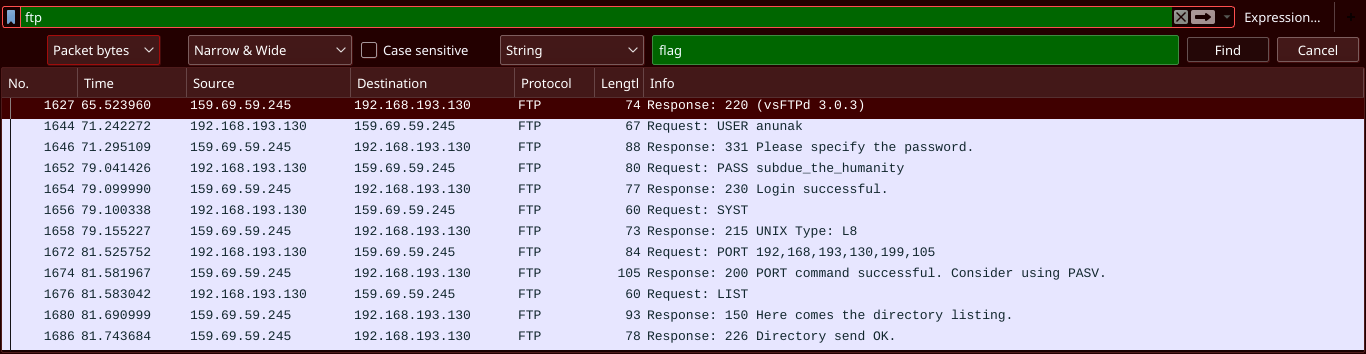 ftp Expression...
Packet bytes Narrow & Wide Case sensitive String flag Find Cancel
No. Time Source Destination Protocol Lengtl Info
1627 65.523960 159.69.59.245 192.168.193.130 FTP 74 Response: 220 (vsFTPd 3.0.3)
1644 71.242272 192.168.193.130 159.69.59.245 FTP 67 Request: USER anunak
1646 71.295109 159.69.59.245 192.168.193.130 FTP 88 Response: 331 Please specify the password.
1652 79.041426 192.168.193.130 159.69.59.245 FTP 80 Request: PASS subdue_the_humanity
1654 79.099990 159.69.59.245 192.168.193.130 FTP 77 Response: 230 Login successful.
1656 79.100338 192.168.193.130 159.69.59.245 FTP 60 Request: SYST
1658 79.155227 159.69.59.245 192.168.193.130 FTP 73 Response: 215 UNIX Type: L8
1672 81.525752 192.168.193.130 159.69.59.245 FTP 84 Request: PORT 192,168,193,130,199,105
1674 81.581967 159.69.59.245 192.168.193.130 FTP 105 Response: 200 PORT command successful. Consider using PASV.
1676 81.583042 192.168.193.130 159.69.59.245 FTP 60 Request: LIST
1680 81.690999 159.69.59.245 192.168.193.130 FTP 93 Response: 150 Here comes the directory listing.
1686 81.743684 159.69.59.245 192.168.193.130 FTP 78 Response: 226 Directory send OK.